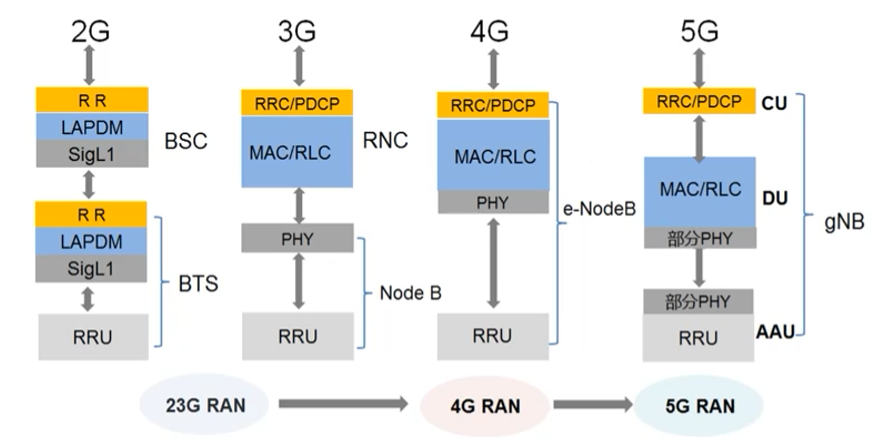 2G
3G
4G
5G
R R
LAPDM
SigL1
BSC
R R
LAPDM
SigL1
BTS
RRU
RRC/PDCP
MAC/RLC
RNC
PHY
Node B
RRU
RRC/PDCP
MAC/RLC
PHY
e-NodeB
RRU
RRC/PDCP
CU
MAC/RLC
DU
部分PHY
gNB
部分PHY
RRU
AAU
23G RAN
4G RAN
5G RAN